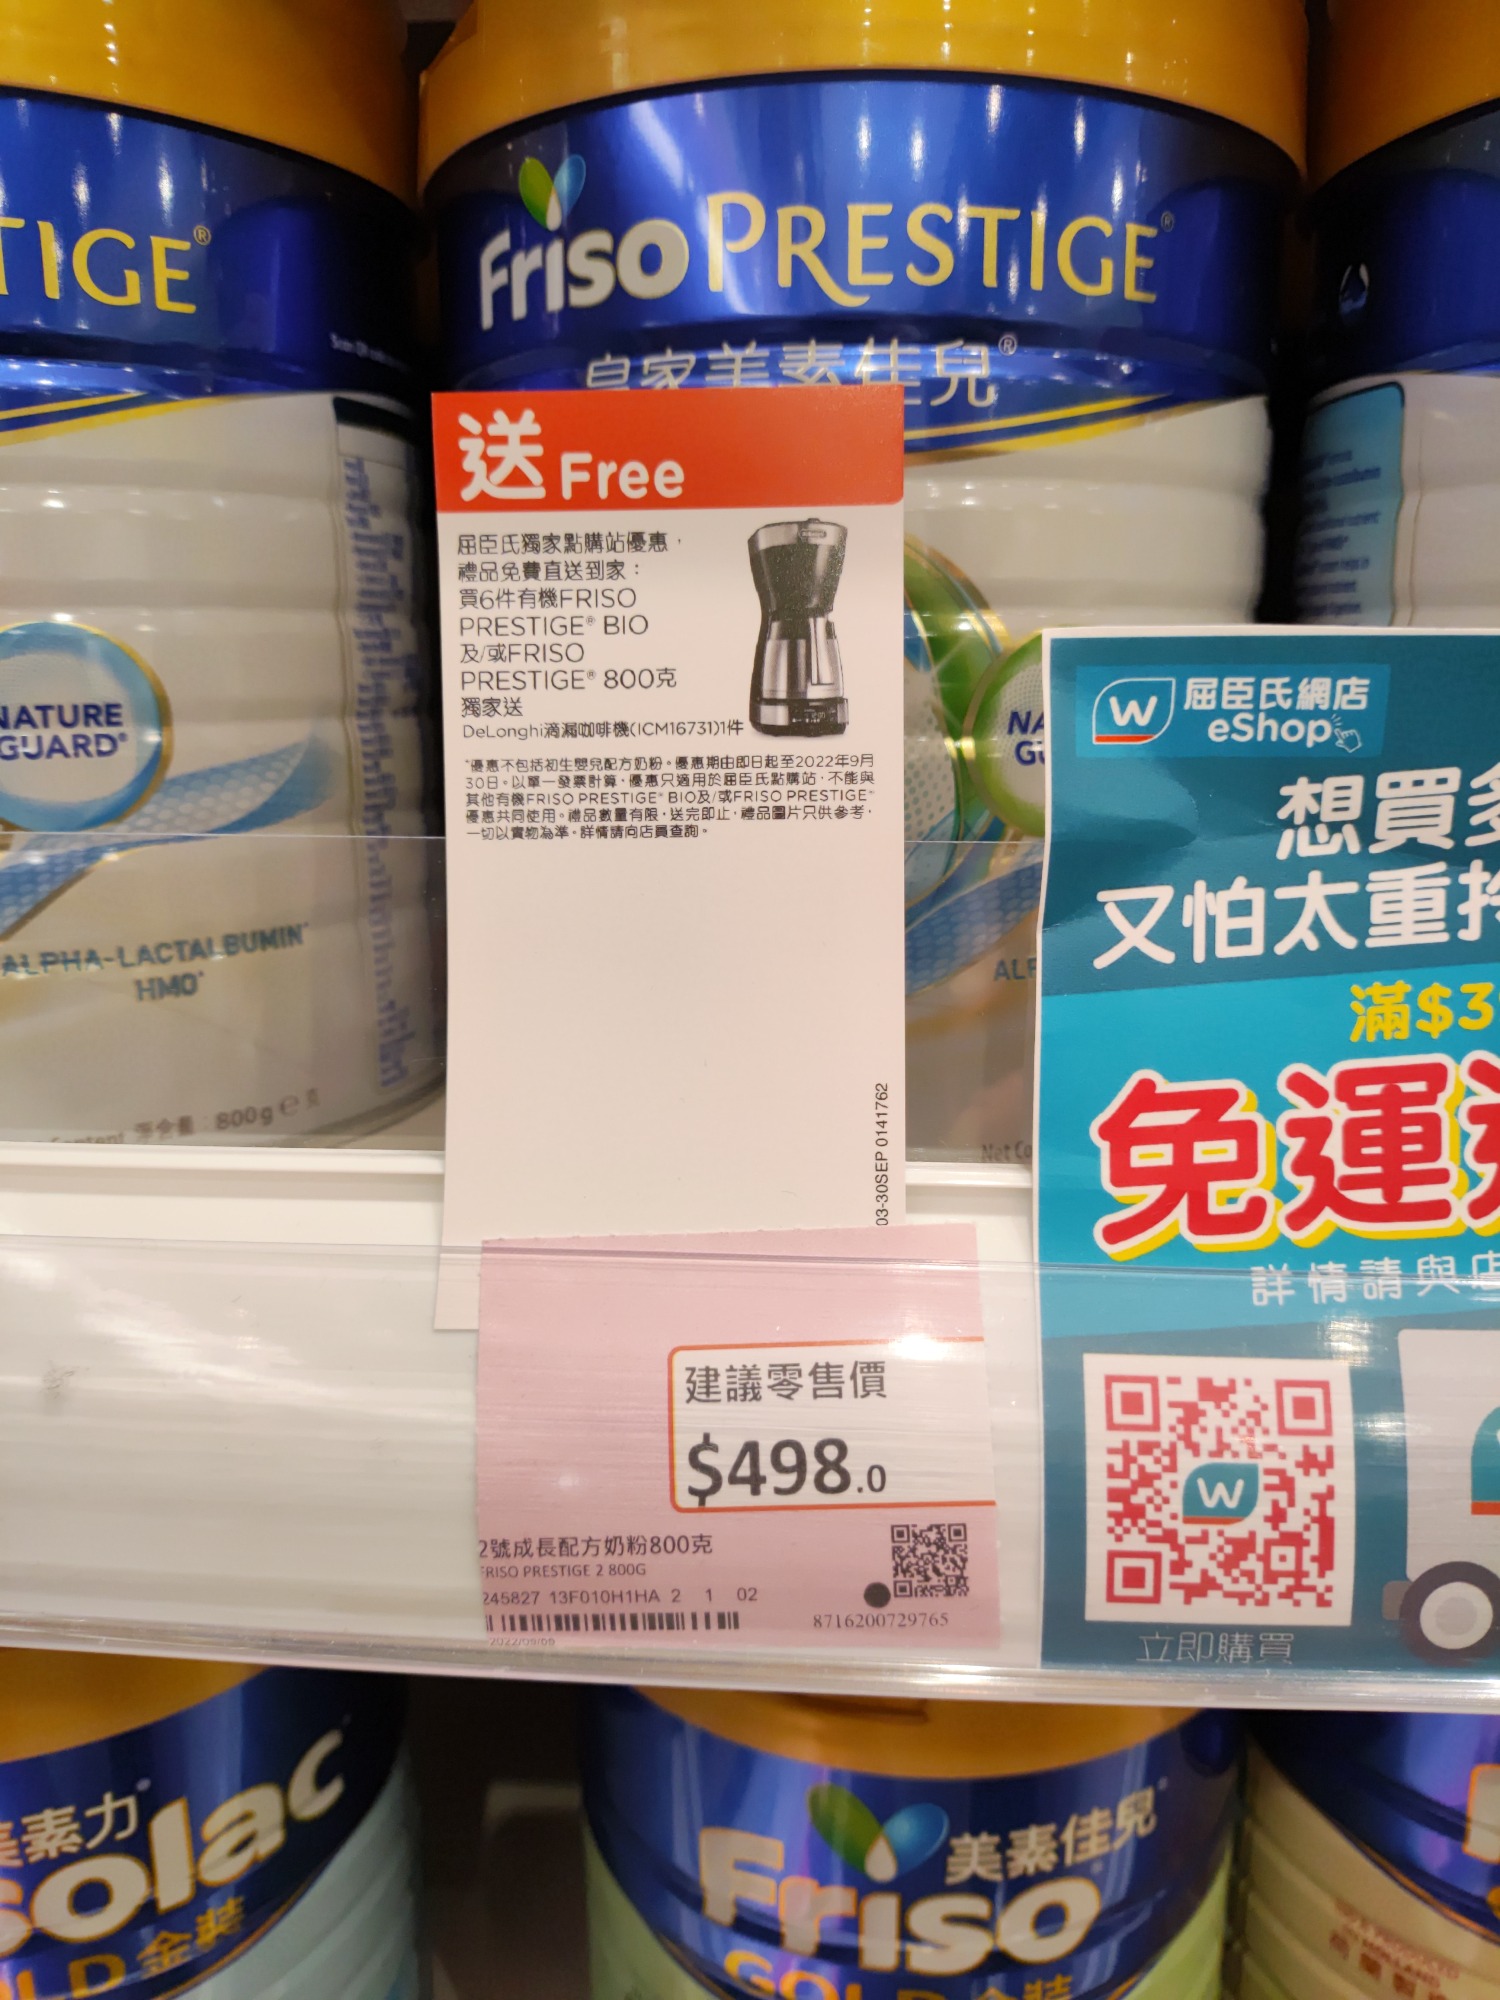 TIGE®
Friso PRESTIGE®
皇家美素佳兒®
送 Free
屈臣氏獨家點購站優惠，
禮品免費直送到家：
買6件有機FRISO
PRESTIGE® BIO
及/或FRISO
PRESTIGE® 800克
獨家送
DeLonghi滴漏咖啡機(ICM16731)1件
*優惠不包括初生嬰兒配方奶粉。優惠期由即日起至2022年9月
30日。以單一發票計算，優惠只適用於屈臣氏點購站，不能與
其他有機FRISO PRESTIGE® BIO及/或FRISO PRESTIGE®
優惠共同使用。禮品數量有限，送完即止，禮品圖片只供參考，
一切以實物為準。詳情請向店員查詢。
03-30SEP 0141762
NATURE
GUARD®
NA
GU
ALPHA-LACTALBUMIN
HMO
ALF
淨含量 800g e 克
Net Co
W 屈臣氏網店
eShop
想買多
又怕太重拎
滿$39
免運
詳情請與店
W
立即購買
建議零售價
$498.0
2號成長配方奶粉800克
FRISO PRESTIGE 2 800G
245827 13F010H1HA 2 1 02
8716200729765
美素力
solac
LD 金裝
美素佳兒
Friso
GOLD 金裝